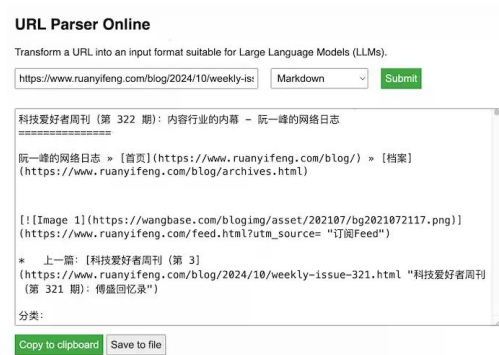 URL Parser Online
Transform a URL into an input format suitable for Large Language Models (LLMs).
https://www.ruanyifeng.com/blog/2024/10/weekly-iss
Markdown
Submit
科技爱好者周刊（第 322 期）：内容行业的内幕 - 阮一峰的网络日志
===============
阮一峰的网络日志 » [首页](https://www.ruanyifeng.com/blog/) » [档案]
(https://www.ruanyifeng.com/blog/archives.html)
[![Image 1](https://wangbase.com/blogimg/asset/202107/bg2021072117.png)]
(https://www.ruanyifeng.com/feed.html?utm_source= "订阅Feed")
*   上一篇：[科技爱好者周刊（第 3]
(https://www.ruanyifeng.com/blog/2024/10/weekly-issue-321.html "科技爱好者周刊
（第 321 期）：傅盛回忆录")
分类：
Copy to clipboard
Save to file